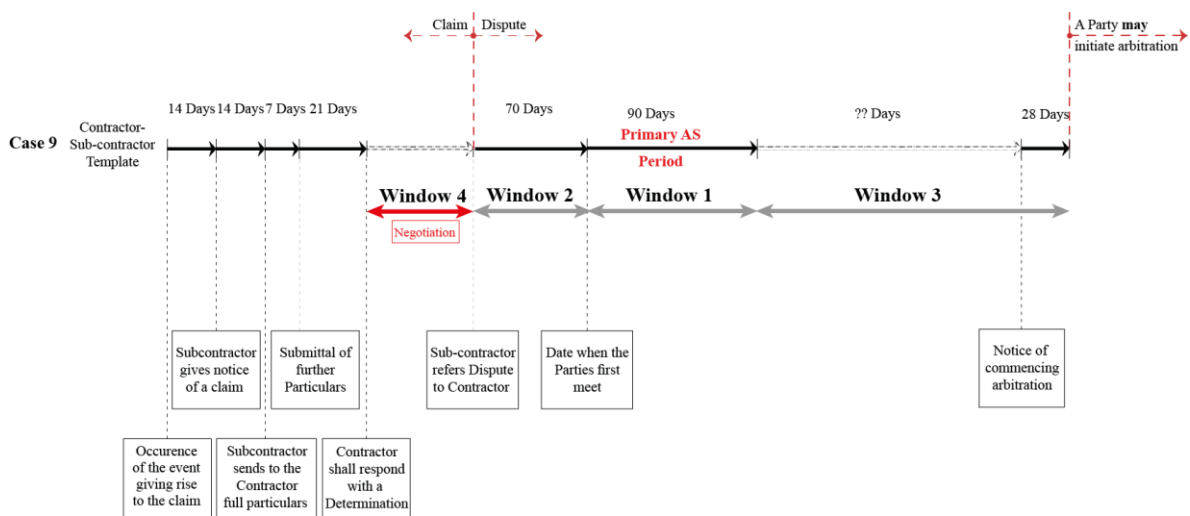 Claim
Dispute
A Party may
initiate arbitration
14 Days
14 Days
7 Days
21 Days
70 Days
90 Days
?? Days
28 Days
Case 9
Contractor-
Sub-contractor
Template
Primary AS
Period
Window 4
Window 2
Window 1
Window 3
Negotiation
Subcontractor
gives notice
of a claim
Submittal of
further
Particulars
Sub-contractor
refers Dispute
to Contractor
Date when the
Parties first
meet
Notice of
commencing
arbitration
Occurence
of the event
giving rise
to the claim
Subcontractor
sends to the
Contractor
full particulars
Contractor
shall respond
with a
Determination